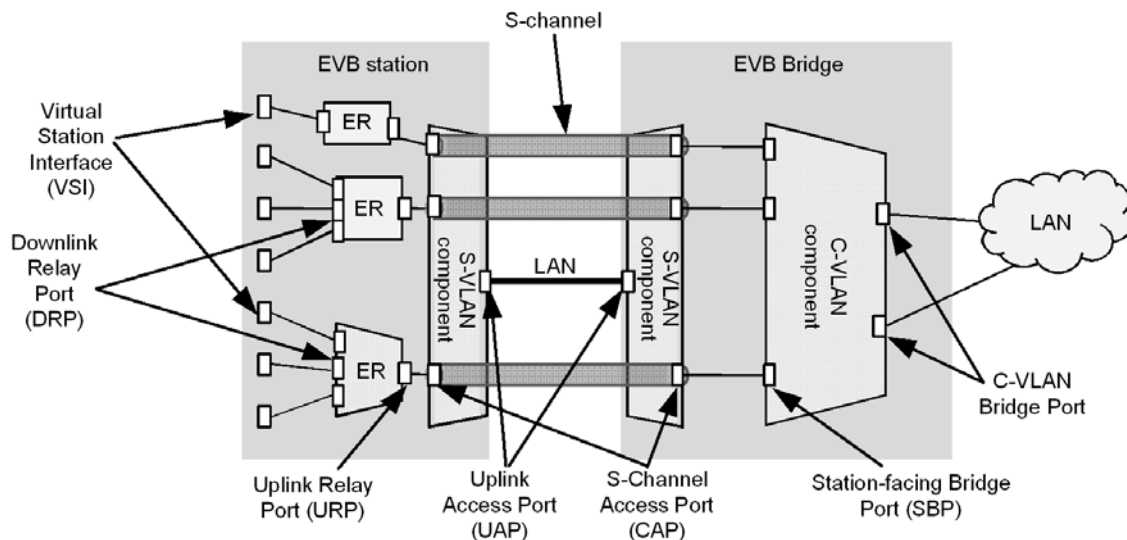 S-channel
EVB station
EVB Bridge
Virtual
Station
Interface
(VSI)
Downlink
Relay
Port
(DRP)
ER
ER
ER
S-VLAN
component
LAN
S-VLAN
component
C-VLAN
component
LAN
C-VLAN
Bridge Port
Uplink Relay
Port (URP)
Uplink
Access Port
(UAP)
S-Channel
Access Port
(CAP)
Station-facing Bridge
Port (SBP)